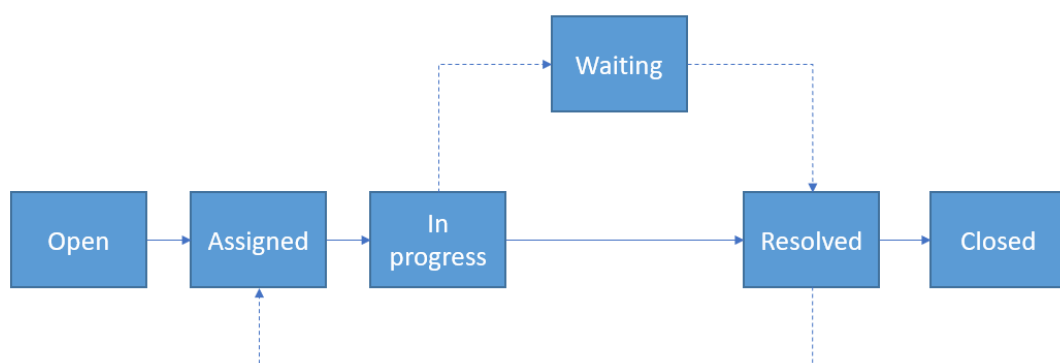 Waiting
Open
Assigned
In
progress
Resolved
Closed